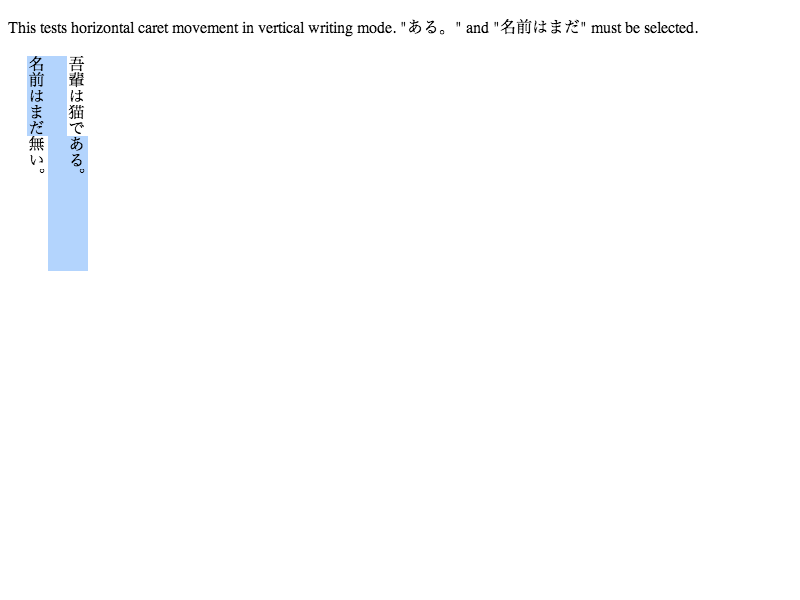 This tests horizontal caret movement in vertical writing mode. "ある。" and "名前はまだ" must be selected.
吾輩は猫である。
名前はまだ無い。